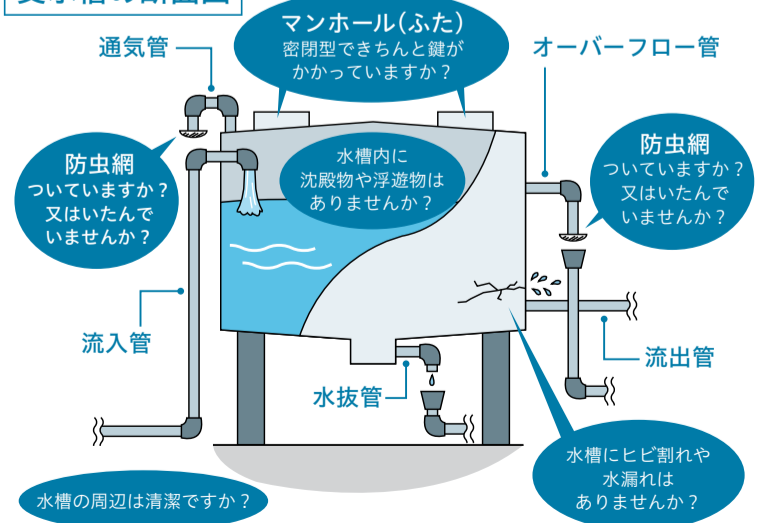 マンホール(ふた)
密閉型できちんと鍵が
かかっていますか？
通気管
オーバーフロー管
防虫網
ついていますか？
又はいたんで
いませんか？
水槽内に
沈殿物や浮遊物は
ありませんか？
防虫網
ついていますか？
又はいたんで
いませんか？
流入管
水抜管
流出管
水槽にヒビ割れや
水漏れは
ありませんか？
水槽の周辺は清潔ですか？